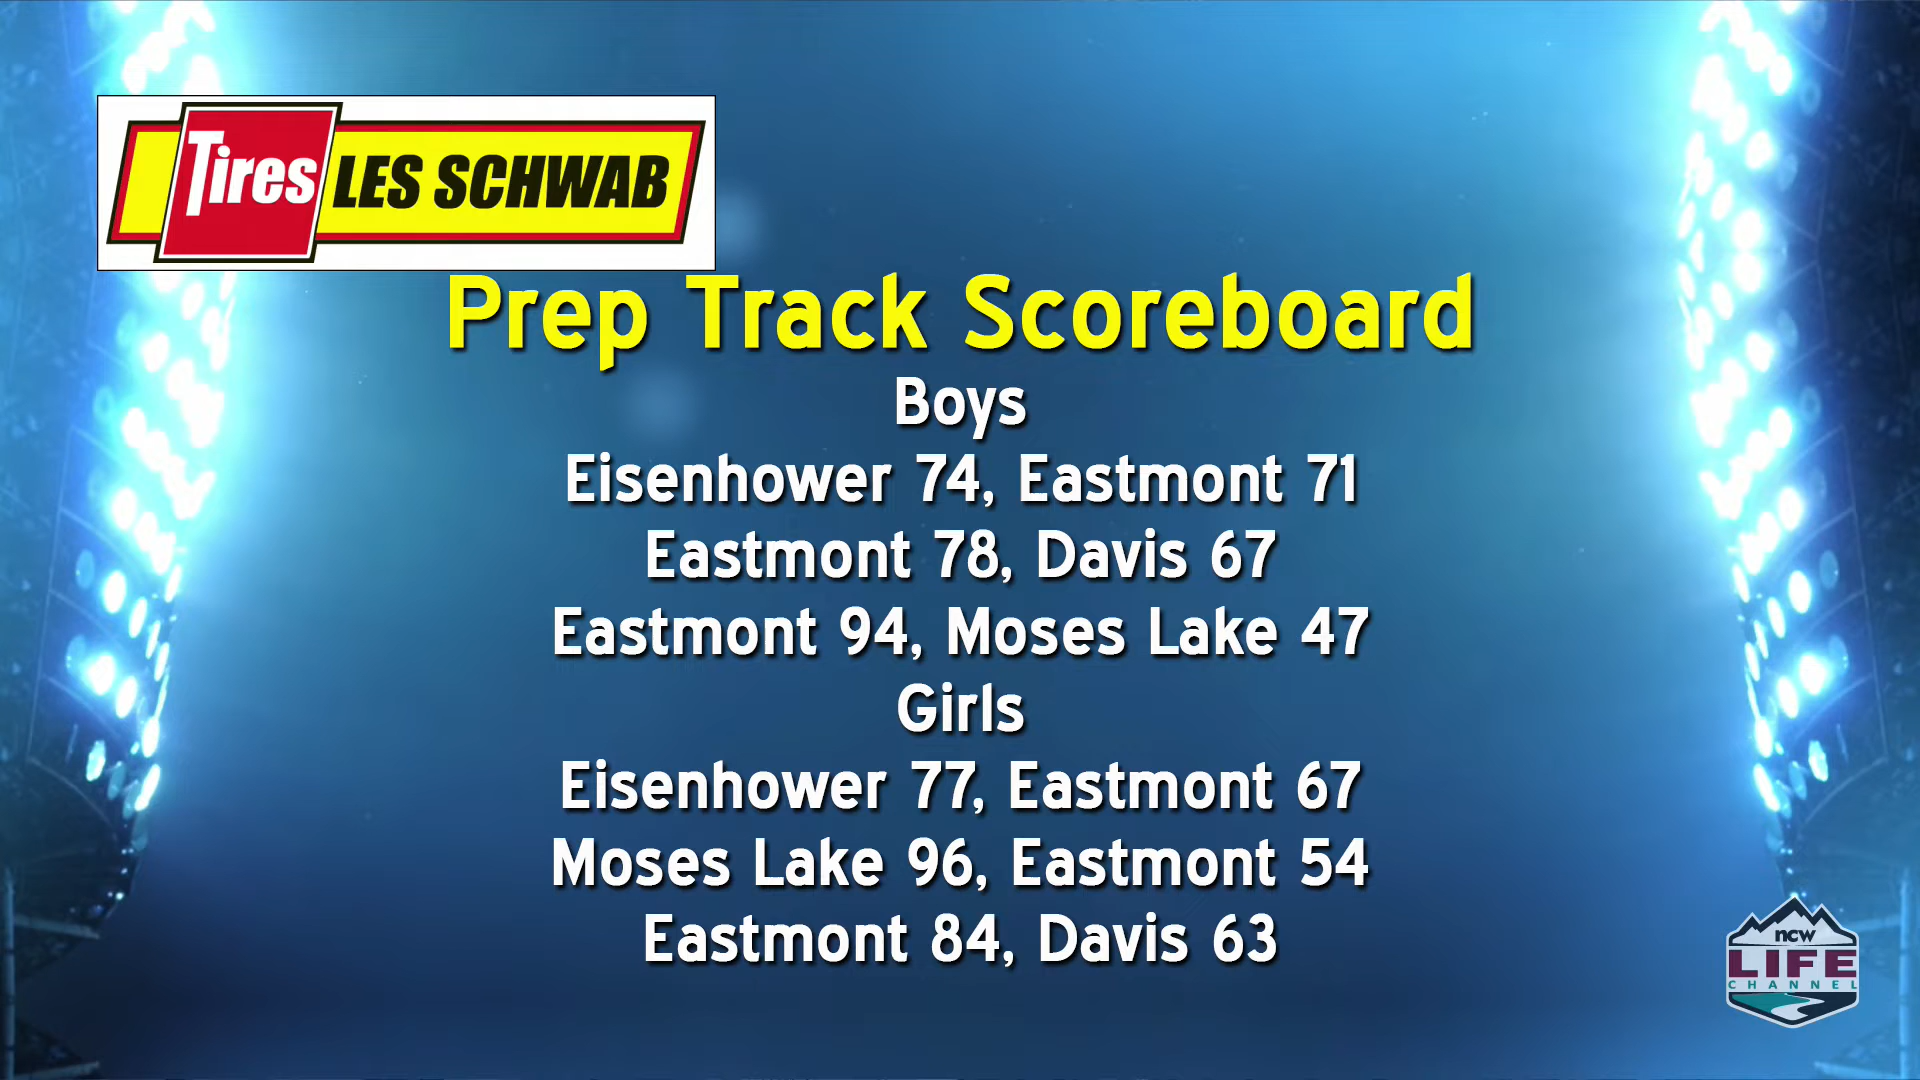 Tires LES SCHWAB
Prep Track Scoreboard
Boys
Eisenhower 74, Eastmont 71
Eastmont 78, Davis 67
Eastmont 94, Moses Lake 47
Girls
Eisenhower 77, Eastmont 67
Moses Lake 96, Eastmont 54
Eastmont 84, Davis 63
ncw
LIFE
CHANNEL